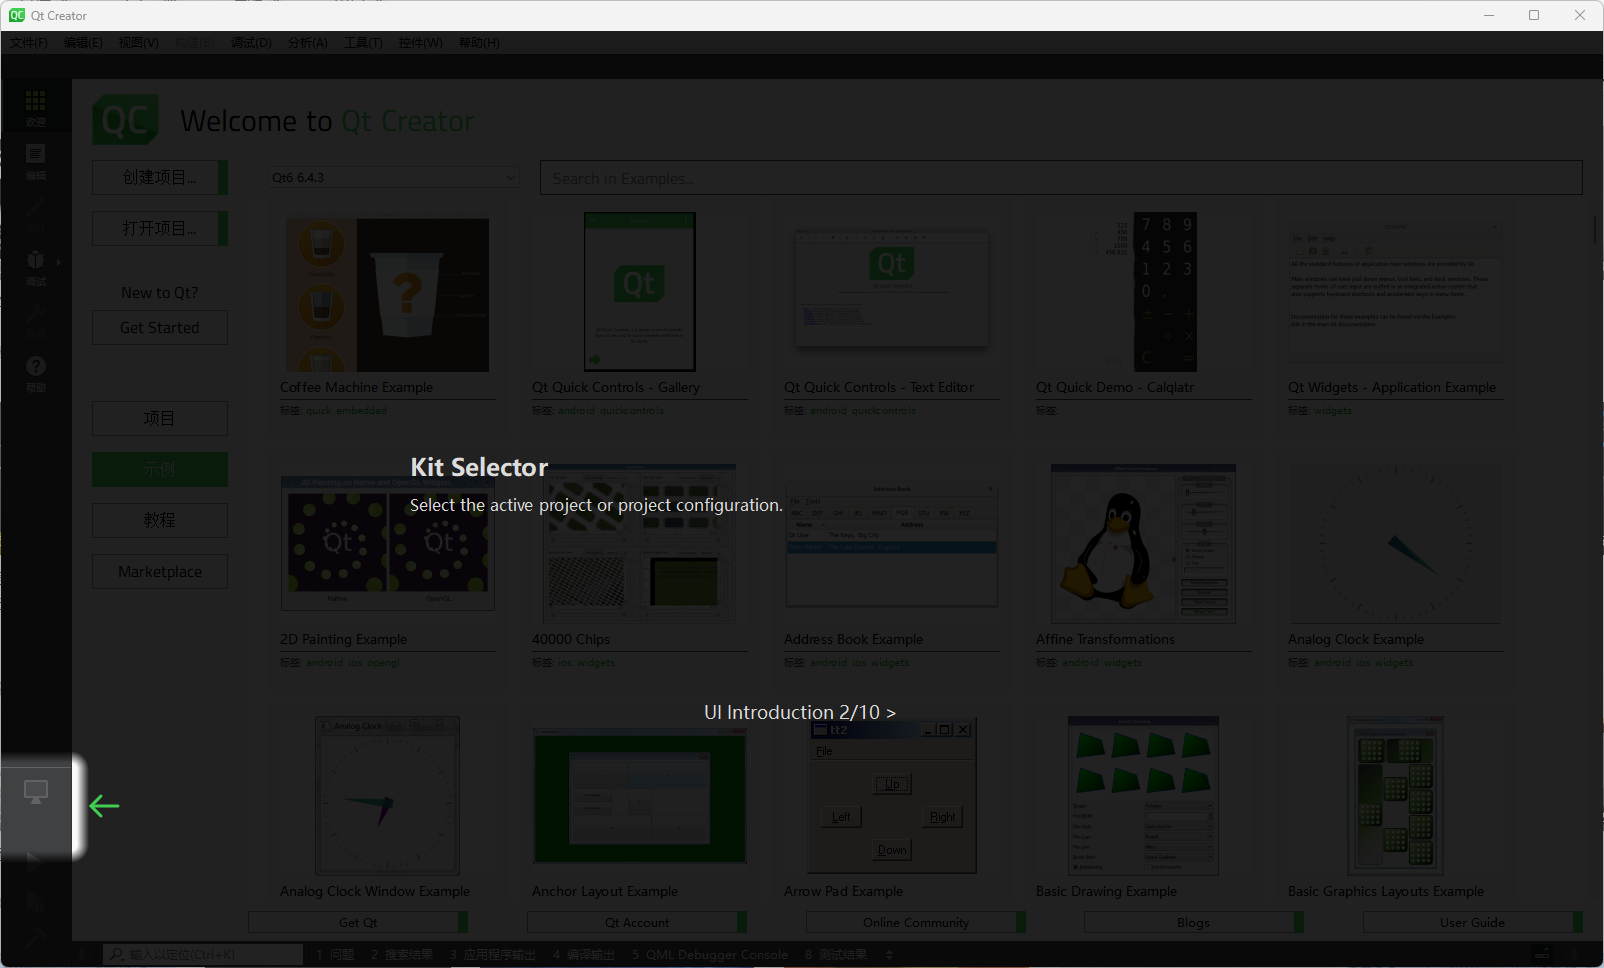 Qt Creator
文件(F) 编辑(E) 视图(V) 构建(B) 调试(D) 分析(A) 工具(T) 控件(W) 帮助(H)
欢迎
编辑
调试
帮助
QC Welcome to Qt Creator
创建项目...
打开项目...
New to Qt?
Get Started
项目
示例
教程
Marketplace
Qt6 6.4.3
Search in Examples...
Coffee Machine Example
标签: quick embedded
Qt Quick Controls - Gallery
标签: android quickcontrols
Qt Quick Controls - Text Editor
标签: android quickcontrols
Qt Quick Demo - Calqlatr
标签:
Qt Widgets - Application Example
标签: widgets
Kit Selector
Select the active project or project configuration.
2D Painting Example
标签: android ios opengl
40000 Chips
标签: ios widgets
Address Book Example
标签: android ios widgets
Affine Transformations
标签: android widgets
Analog Clock Example
标签: android ios widgets
UI Introduction 2/10 >
Analog Clock
tt2
File
Up
Left
Right
Down
Analog Clock Window Example
Anchor Layout Example
Arrow Pad Example
Basic Drawing Example
Basic Graphics Layouts Example
Get Qt
Qt Account
Online Community
Blogs
User Guide
输入以定位(Ctrl+K)
1 问题 2 搜索结果 3 应用程序输出 4 编译输出 5 QML Debugger Console 8 测试结果